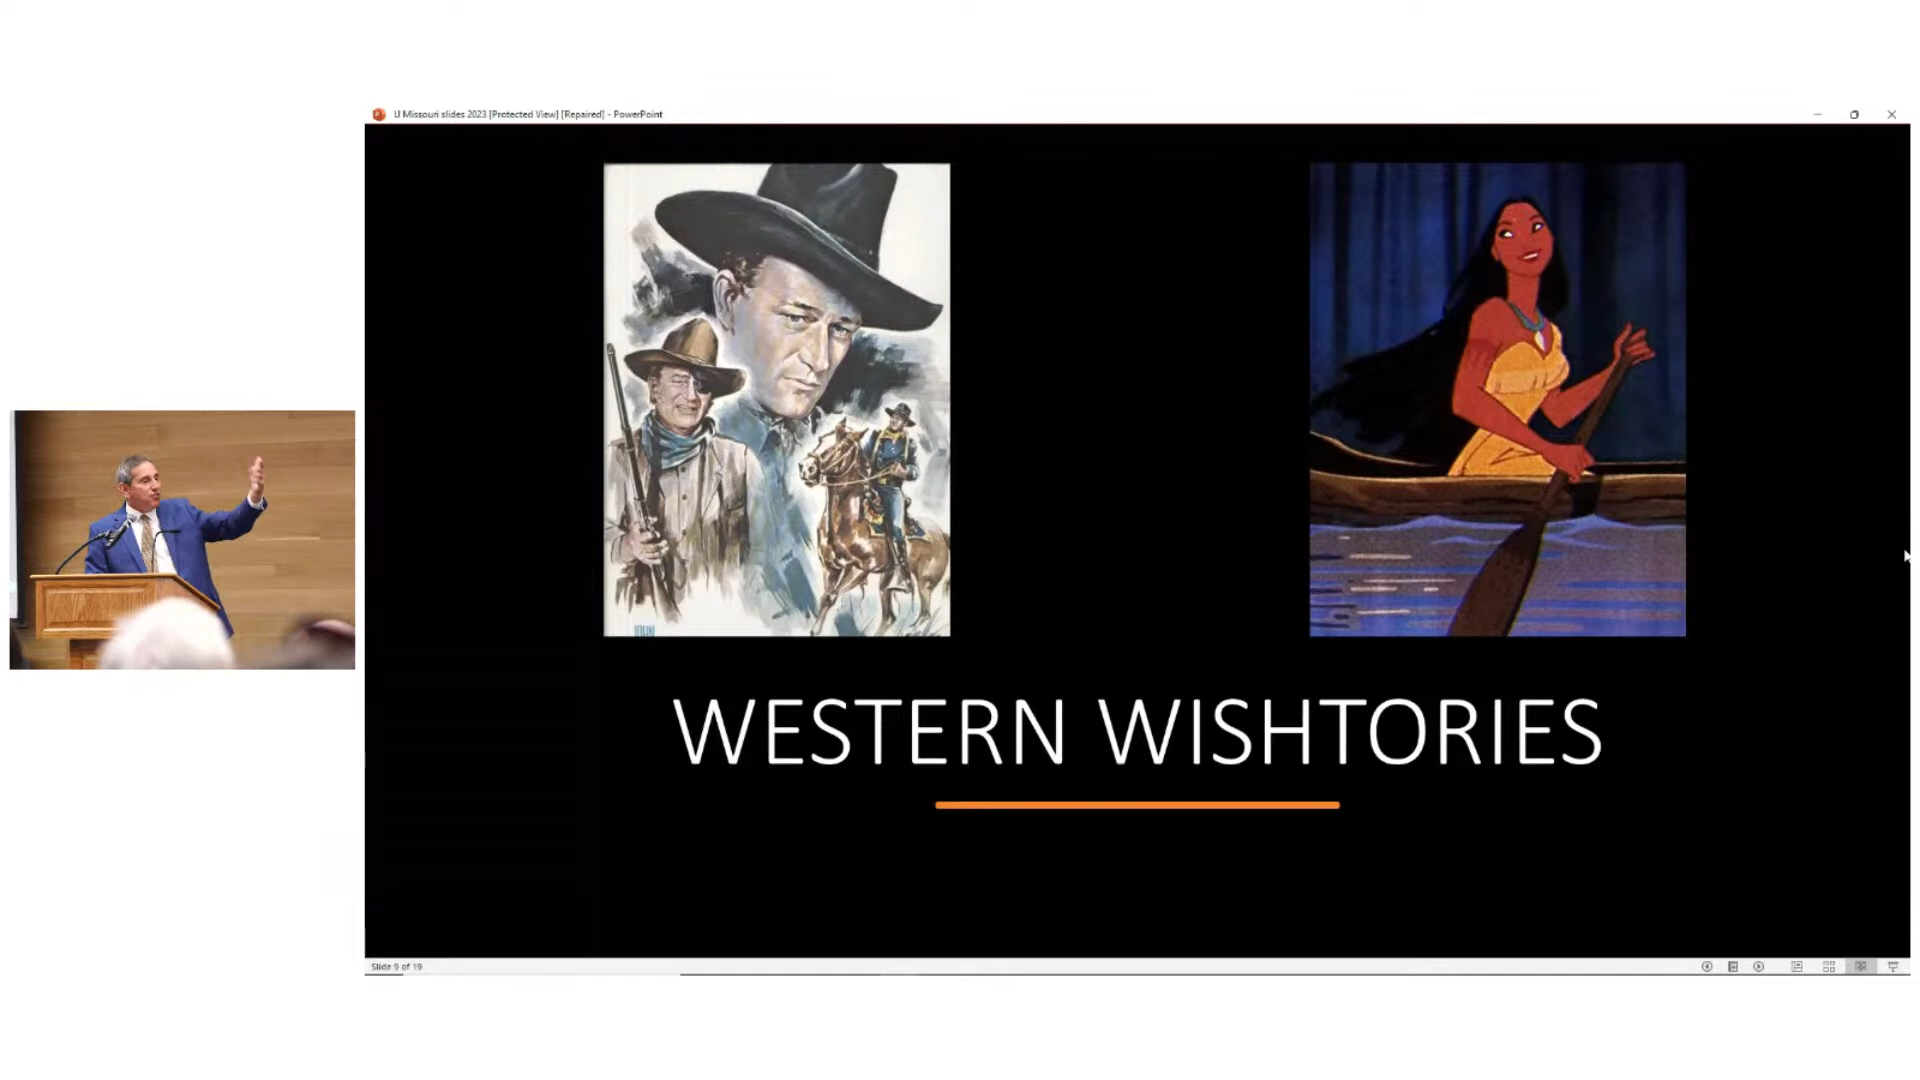 U Missouri slides 2023 [Protected View] [Repaired] - PowerPoint
WESTERN WISHTORIES
Slide 9 of 19